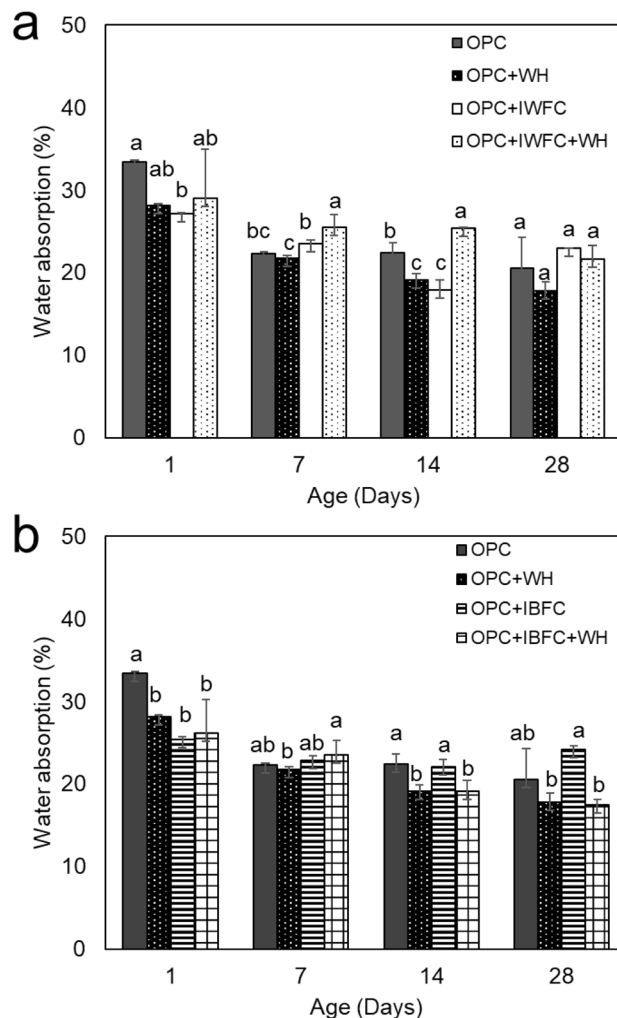 a
50
40
30
20
10
0
Water absorption (%)
OPC
OPC+WH
OPC+IWFC
OPC+IWFC+WH
a ab b ab
bc c b a
b c c a
a a a a
1 7 14 28
Age (Days)
b
50
40
30
20
10
0
Water absorption (%)
OPC
OPC+WH
OPC+IBFC
OPC+IBFC+WH
a b b b
ab b ab a
a b a b
ab b a b
1 7 14 28
Age (Days)